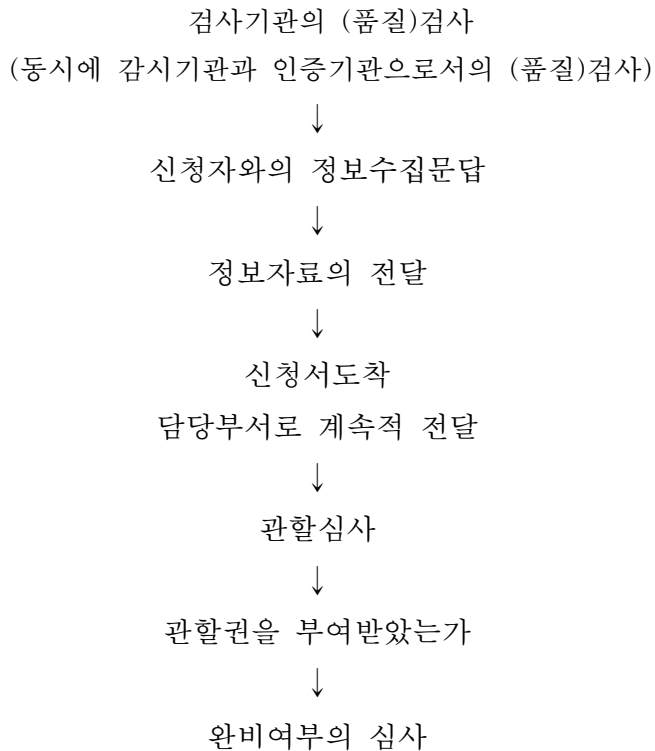 검사기관의 (품질)검사
(동시에 감시기관과 인증기관으로서의 (품질)검사)
↓
신청자와의 정보수집문답
↓
정보자료의 전달
↓
신청서도착
담당부서로 계속적 전달
↓
관할심사
↓
관할권을 부여받았는가
↓
완비여부의 심사